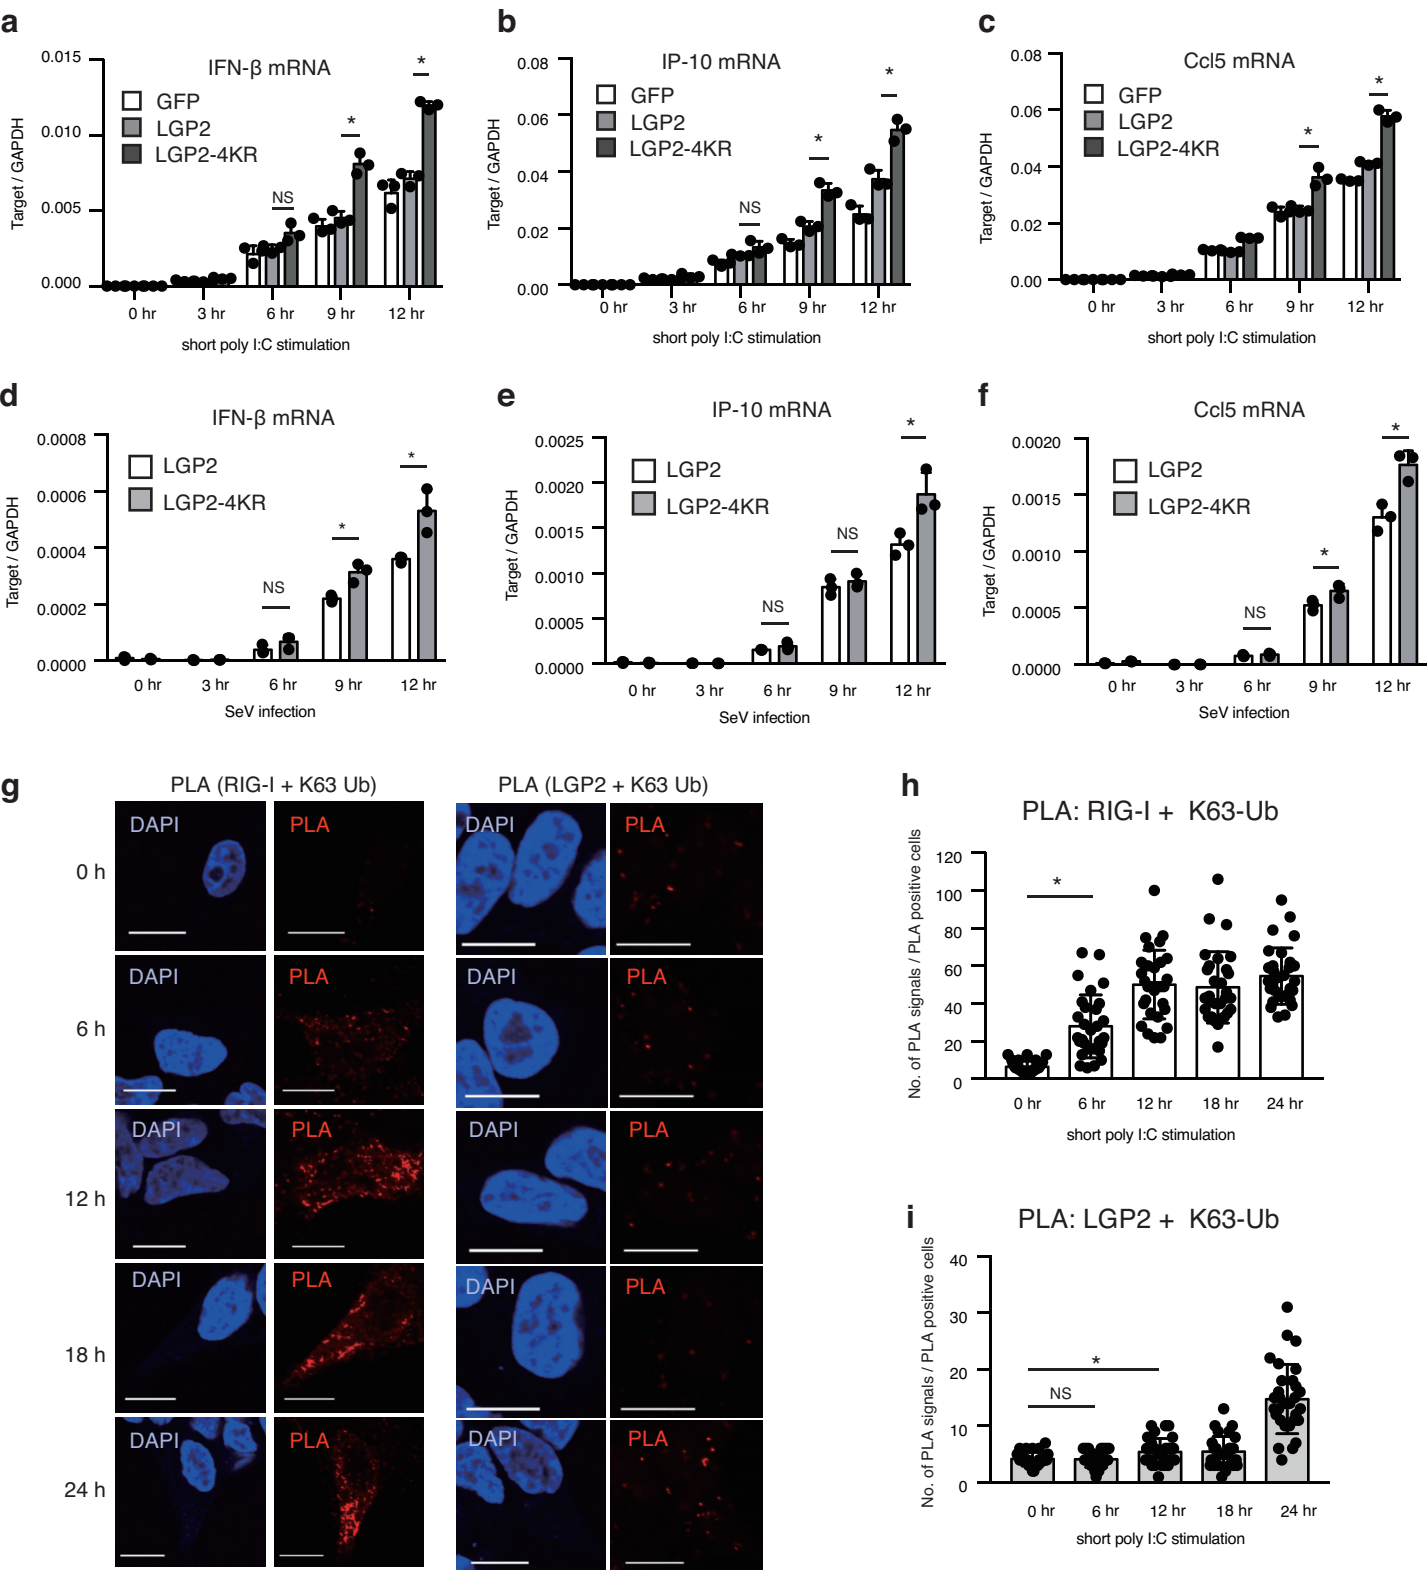 a
IFN-β mRNA
Target / GAPDH
0.015
0.010
0.005
0.000
GFP
LGP2
LGP2-4KR
NS
*
*
0 hr 3 hr 6 hr 9 hr 12 hr
short poly I:C stimulation
b
IP-10 mRNA
Target / GAPDH
0.08
0.06
0.04
0.02
0.00
GFP
LGP2
LGP2-4KR
NS
*
*
0 hr 3 hr 6 hr 9 hr 12 hr
short poly I:C stimulation
c
Ccl5 mRNA
Target / GAPDH
0.08
0.06
0.04
0.02
0.00
GFP
LGP2
LGP2-4KR
*
*
0 hr 3 hr 6 hr 9 hr 12 hr
short poly I:C stimulation
d
IFN-β mRNA
Target / GAPDH
0.0008
0.0006
0.0004
0.0002
0.0000
LGP2
LGP2-4KR
NS
*
*
0 hr 3 hr 6 hr 9 hr 12 hr
SeV infection
e
IP-10 mRNA
Target / GAPDH
0.0025
0.0020
0.0015
0.0010
0.0005
0.0000
LGP2
LGP2-4KR
NS
NS
*
0 hr 3 hr 6 hr 9 hr 12 hr
SeV infection
f
Ccl5 mRNA
Target / GAPDH
0.0020
0.0015
0.0010
0.0005
0.0000
LGP2
LGP2-4KR
NS
*
*
0 hr 3 hr 6 hr 9 hr 12 hr
SeV infection
g
PLA (RIG-I + K63 Ub) PLA (LGP2 + K63 Ub)
0 h DAPI PLA DAPI PLA
6 h DAPI PLA DAPI PLA
12 h DAPI PLA DAPI PLA
18 h DAPI PLA DAPI PLA
24 h DAPI PLA DAPI PLA
h
PLA: RIG-I + K63-Ub
No. of PLA signals / PLA positive cells
120
100
80
60
40
20
0
*
0 hr 6 hr 12 hr 18 hr 24 hr
short poly I:C stimulation
i
PLA: LGP2 + K63-Ub
No. of PLA signals / PLA positive cells
40
30
20
10
0
*
NS
0 hr 6 hr 12 hr 18 hr 24 hr
short poly I:C stimulation